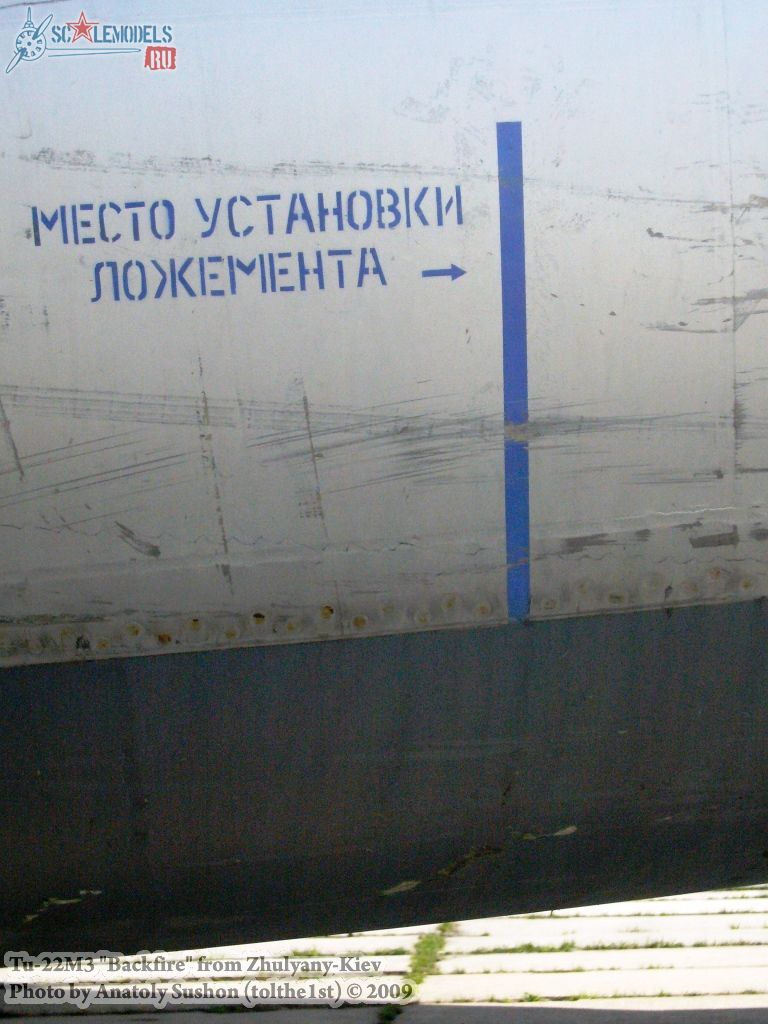 SCALEMODELS
RU
МЕСТО УСТАНОВКИ
ЛОЖЕМЕНТА →
Tu-22M3 "Backfire" from Zhulyany-Kiev
Photo by Anatoly Sushon (tolthe1st) © 2009